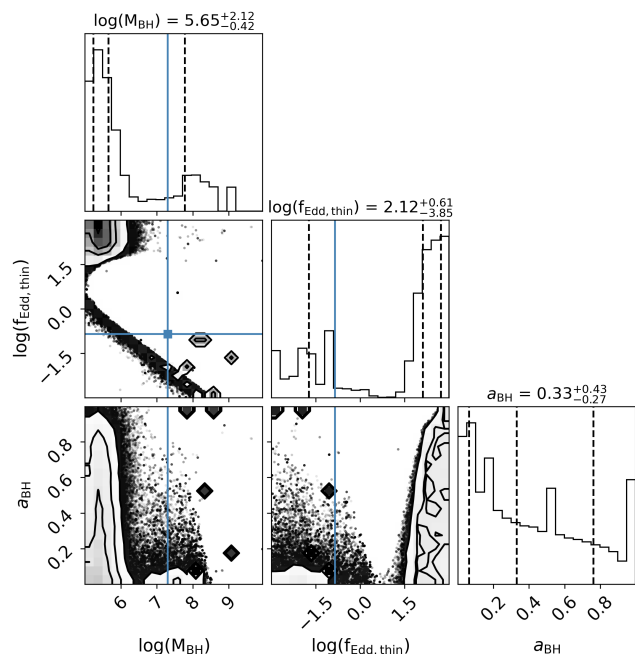 log(M_BH) = 5.65^{+2.12}_{-0.42}
log(f_Edd, thin) = 2.12^{+0.61}_{-3.85}
log(f_Edd, thin)
1.5
0.0
−1.5
a_BH = 0.33^{+0.43}_{-0.27}
a_BH
0.8
0.6
0.4
0.2
6 7 8 9
−1.5 0.0 1.5
0.2 0.4 0.6 0.8
log(M_BH) log(f_Edd, thin) a_BH